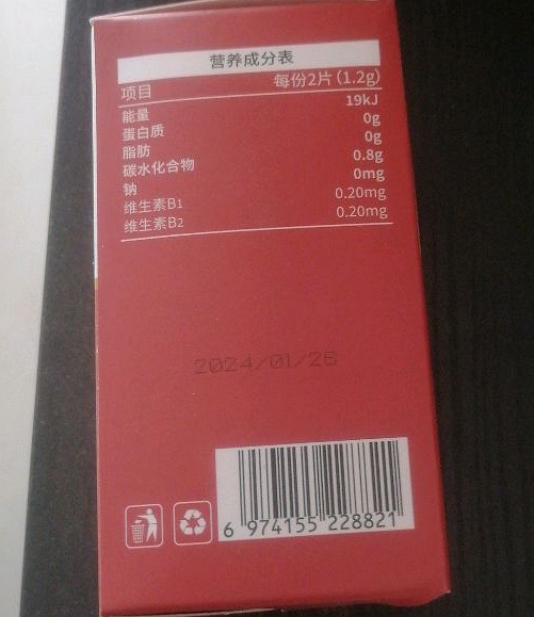 营养成分表
项目 每份2片(1.2g)
能量 19kJ
蛋白质 0g
脂肪 0g
碳水化合物 0.8g
钠 0mg
维生素B1 0.20mg
维生素B2 0.20mg
2024/01/26
6 974155 228821